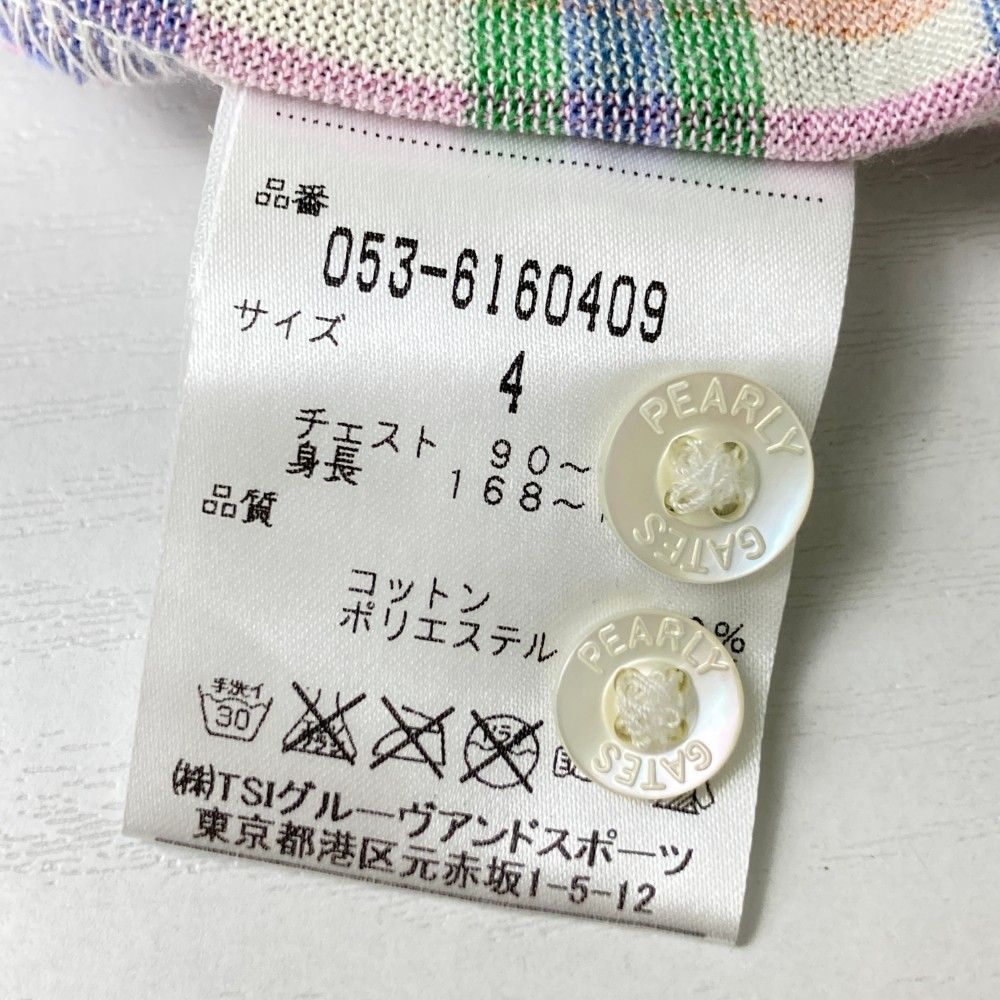 品番
053-6160409
サイズ
4
チェスト 90～
身長 168～
品質
コットン
ポリエステル
%
手洗イ
30
ドライ
(株)TSIグルーヴアンドスポーツ
東京都港区元赤坂1-5-12
PEARLY
GATES
PEARLY
GATES